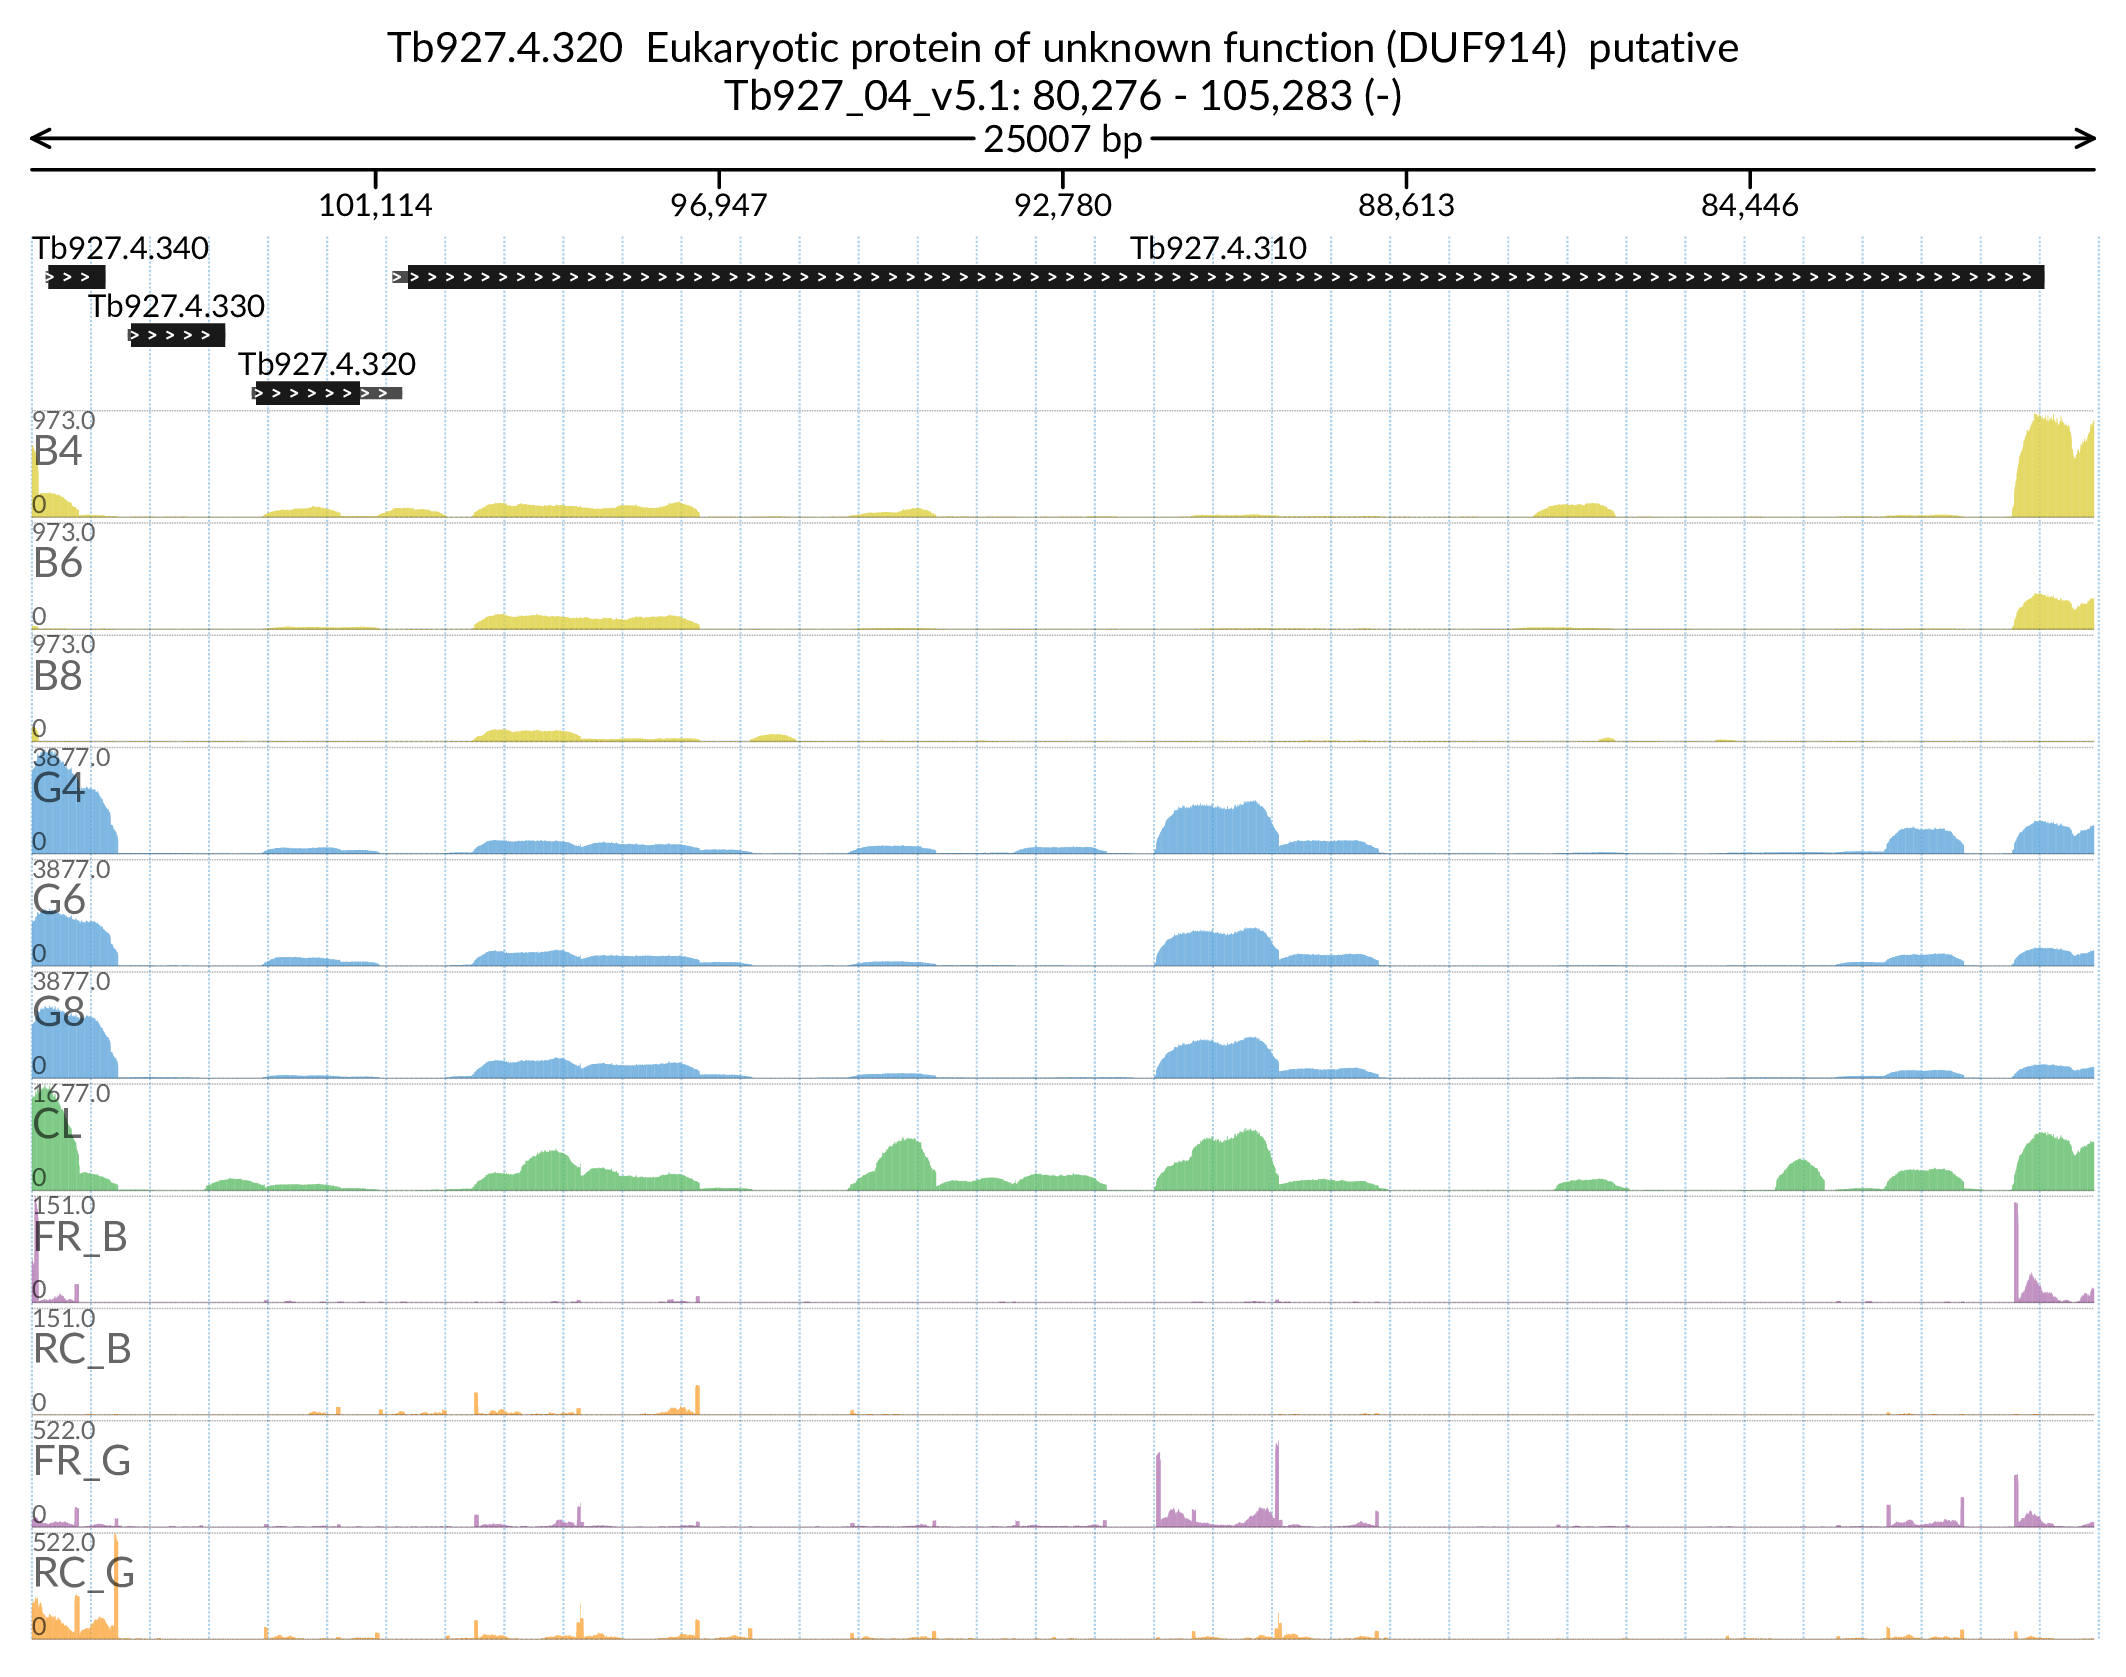 Tb927.4.320 Eukaryotic protein of unknown function (DUF914) putative
Tb927_04_v5.1: 80,276 - 105,283 (-)
25007 bp
101,114 96,947 92,780 88,613 84,446
Tb927.4.340 Tb927.4.310
Tb927.4.330
Tb927.4.320
973.0
B4
0
973.0
B6
0
973.0
B8
0
3877.0
G4
0
3877.0
G6
0
3877.0
G8
0
1677.0
CL
0
151.0
FR_B
0
151.0
RC_B
0
522.0
FR_G
0
522.0
RC_G
0